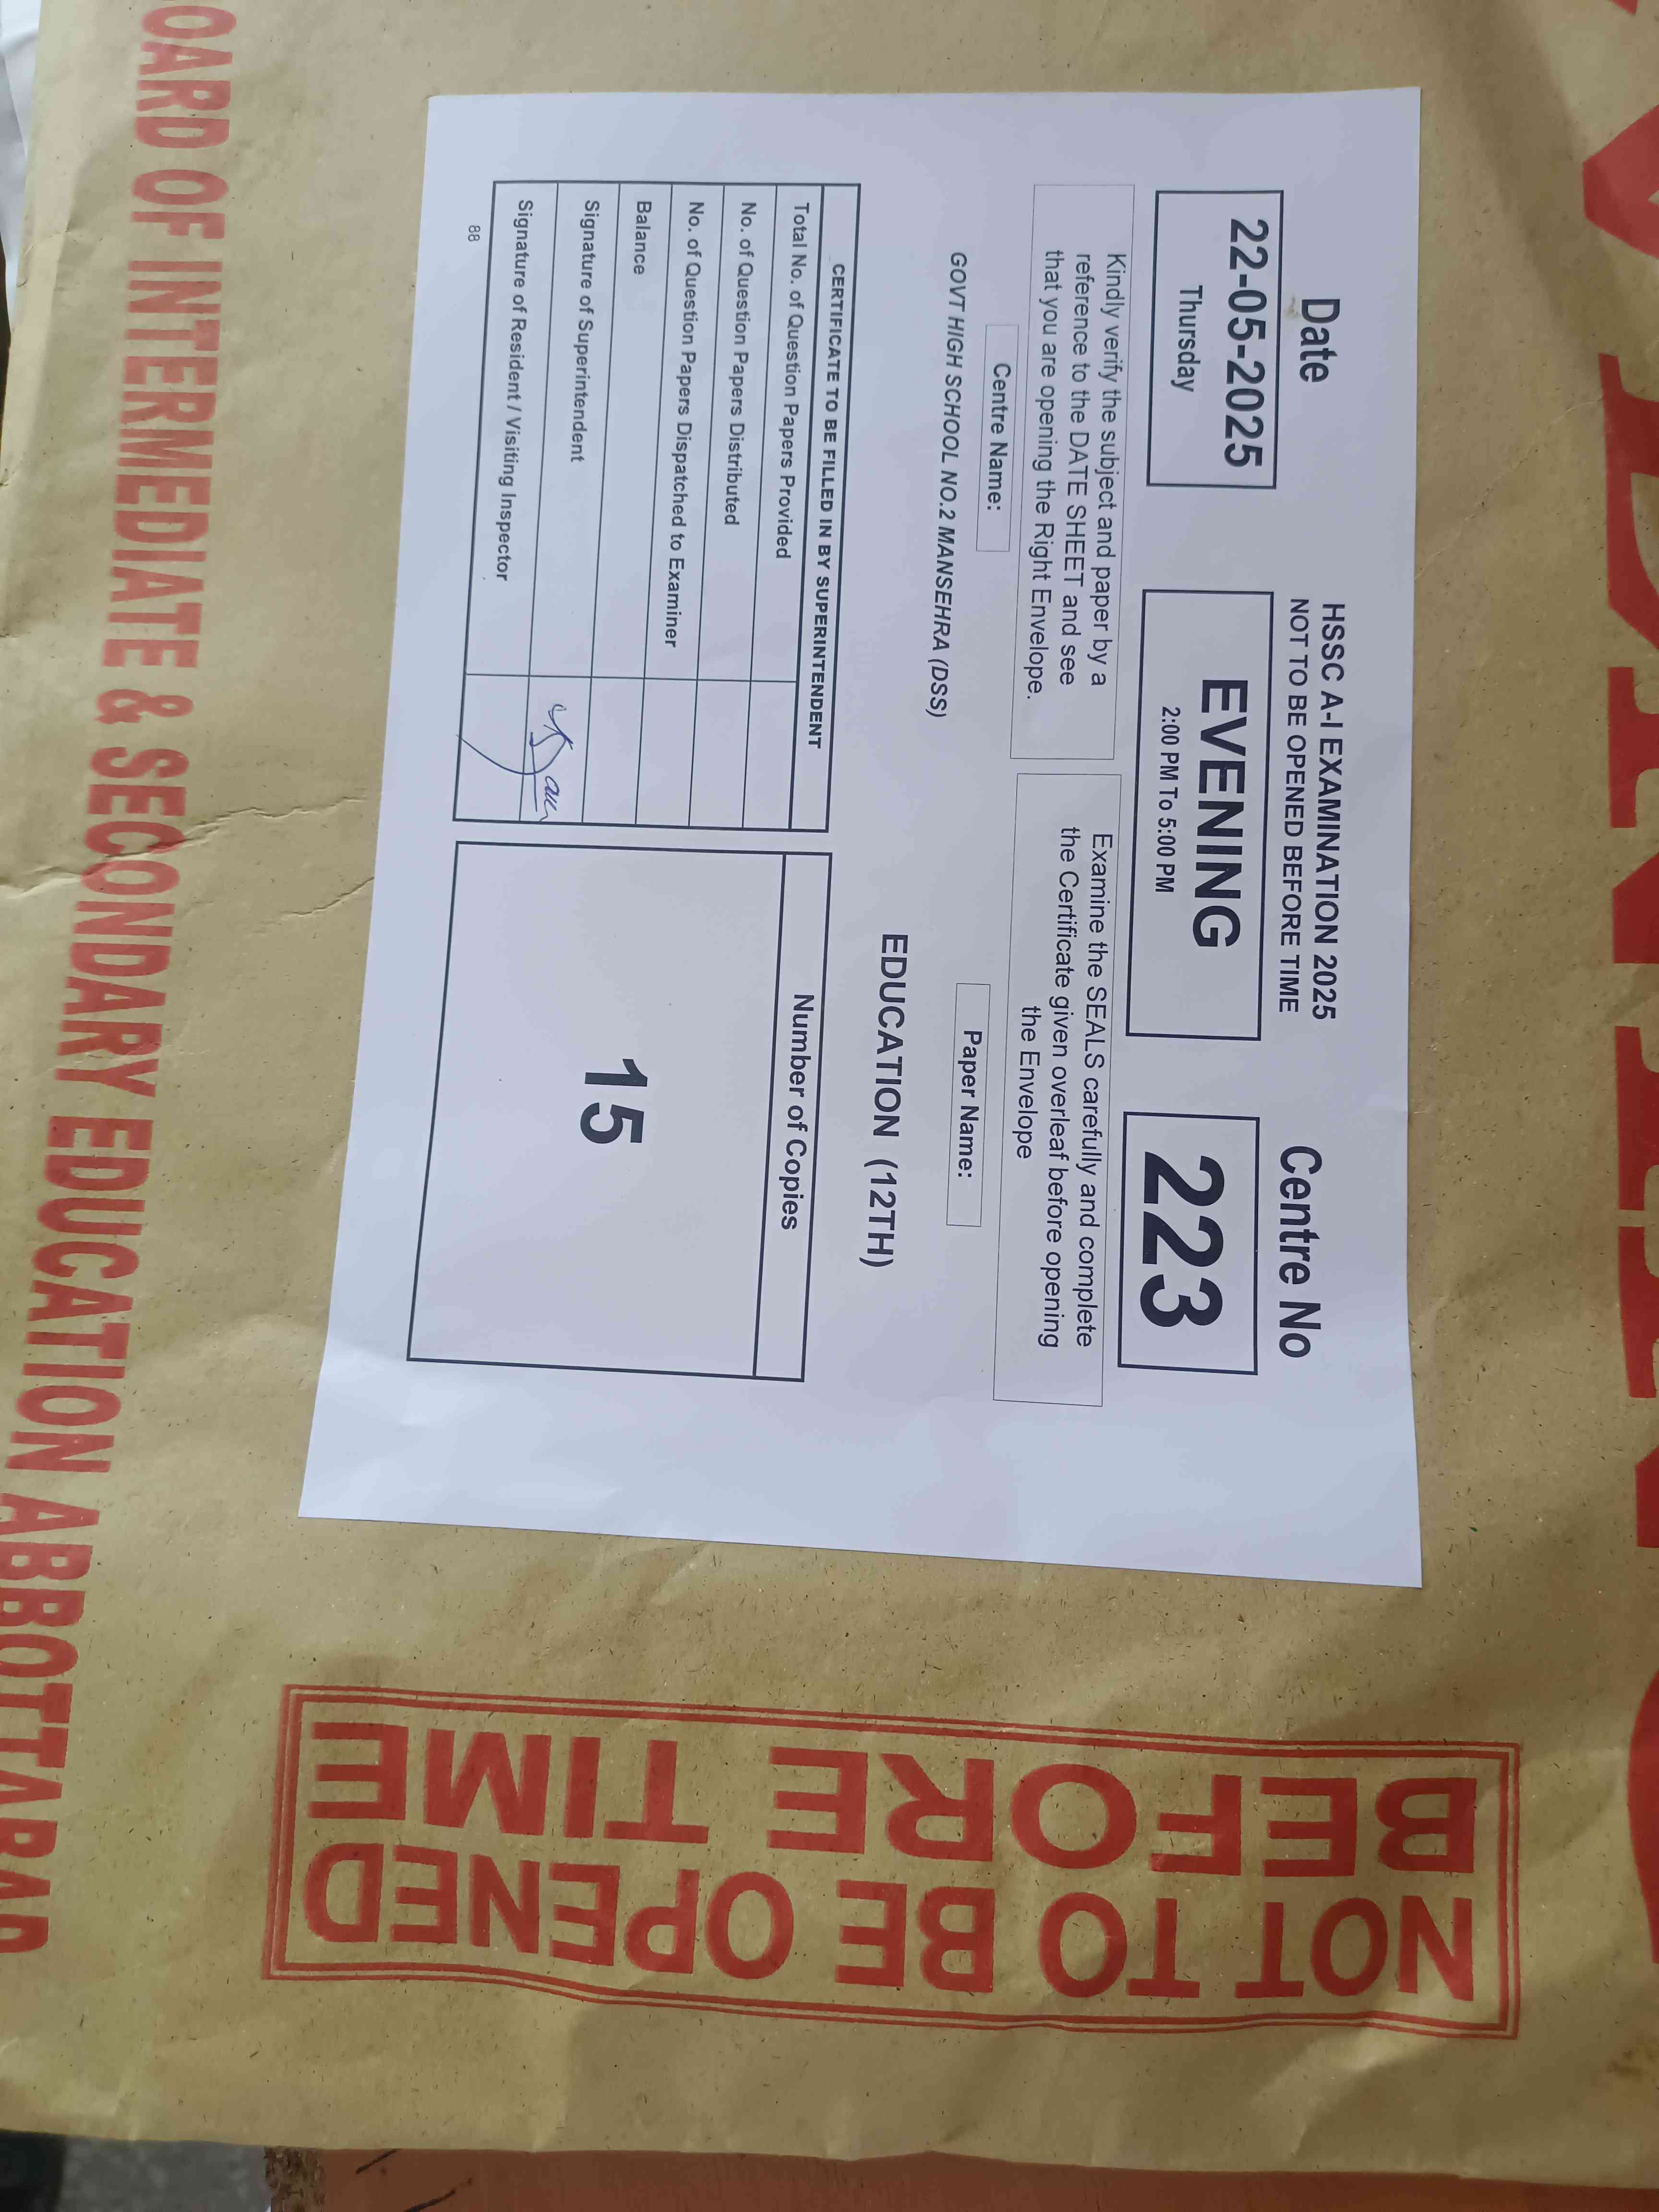 Date
22-05-2025
Thursday
HSSC A-I EXAMINATION 2025
NOT TO BE OPENED BEFORE TIME
EVENING
2:00 PM To 5:00 PM
Centre No
223
Kindly verify the subject and paper by a
reference to the DATE SHEET and see
that you are opening the Right Envelope.
Examine the SEALS carefully and complete
the Certificate given overleaf before opening
the Envelope
Centre Name:
GOVT HIGH SCHOOL NO.2 MANSEHRA (DSS)
Paper Name:
EDUCATION (12TH)
CERTIFICATE TO BE FILLED IN BY SUPERINTENDENT
Total No. of Question Papers Provided
No. of Question Papers Distributed
No. of Question Papers Dispatched to Examiner
Balance
Signature of Superintendent
Signature of Resident / Visiting Inspector
88
Number of Copies
15
OARD OF INTERMEDIATE & SECONDARY EDUCATION ABBOTTABAD
NOT TO BE OPENED
BEFORE TIME